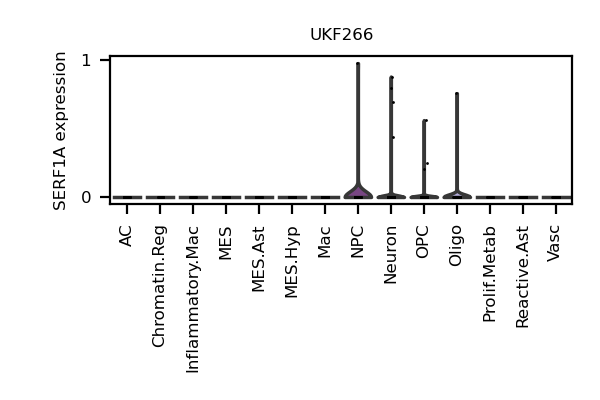 UKF266
SERF1A expression
1
0
AC
Chromatin.Reg
Inflammatory.Mac
MES
MES.Ast
MES.Hyp
Mac
NPC
Neuron
OPC
Oligo
Prolif.Metab
Reactive.Ast
Vasc